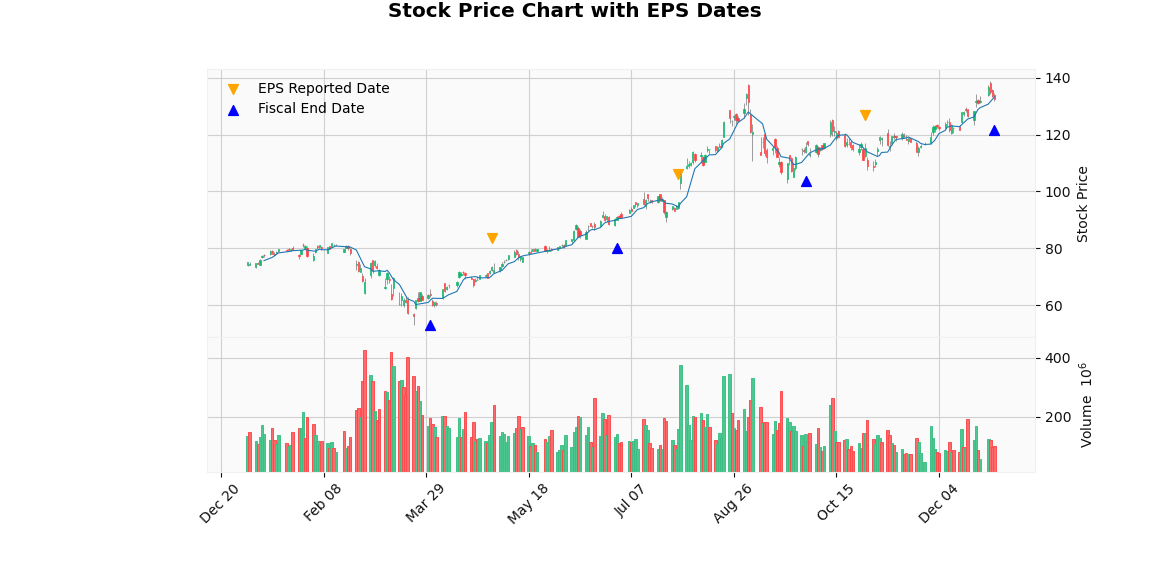 Stock Price Chart with EPS Dates
EPS Reported Date
Fiscal End Date
140
120
100
80
60
Stock Price
400
200
Volume 10^6
Dec 20
Feb 08
Mar 29
May 18
Jul 07
Aug 26
Oct 15
Dec 04